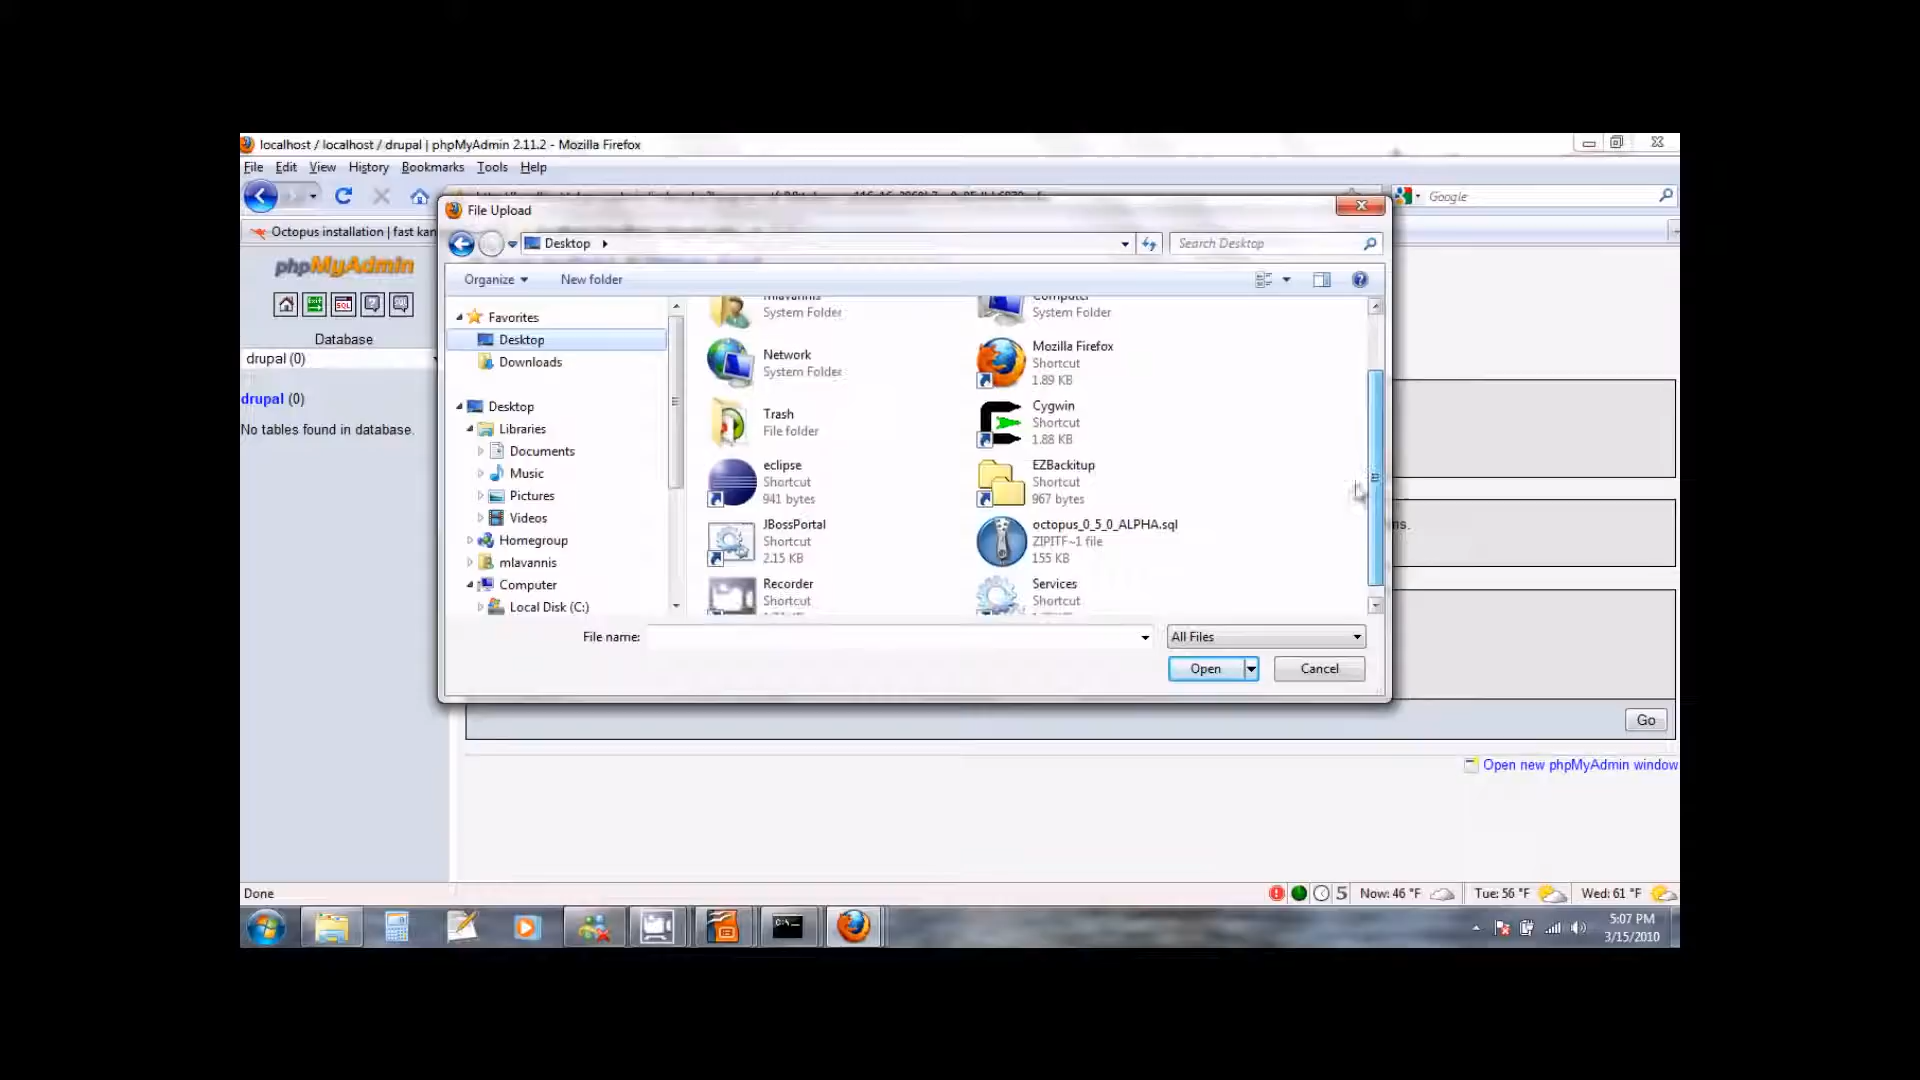 localhost / localhost / drupal | phpMyAdmin 2.11.2 - Mozilla Firefox
File Edit View History Bookmarks Tools Help
Google
File Upload
Octopus installation | fast kan
Desktop
Search Desktop
phpMyAdmin
Organize
New folder
SQL
Database
drupal (0)
drupal (0)
No tables found in database.
Favorites
Desktop
Downloads
Desktop
Libraries
Documents
Music
Pictures
Videos
Homegroup
mlavannis
Computer
Local Disk (C:)
mlavannis
System Folder
Computer
System Folder
Network
System Folder
Mozilla Firefox
Shortcut
1.89 KB
Trash
File folder
Cygwin
Shortcut
1.88 KB
eclipse
Shortcut
941 bytes
EZBackitup
Shortcut
967 bytes
JBossPortal
Shortcut
2.15 KB
octopus_0_5_0_ALPHA.sql
ZIPITF~1 file
155 KB
Recorder
Shortcut
Services
Shortcut
ns.
File name:
All Files
Open
Cancel
Go
Open new phpMyAdmin window
Done
5 Now: 46 °F Tue: 56 °F Wed: 61 °F
5:07 PM
3/15/2010